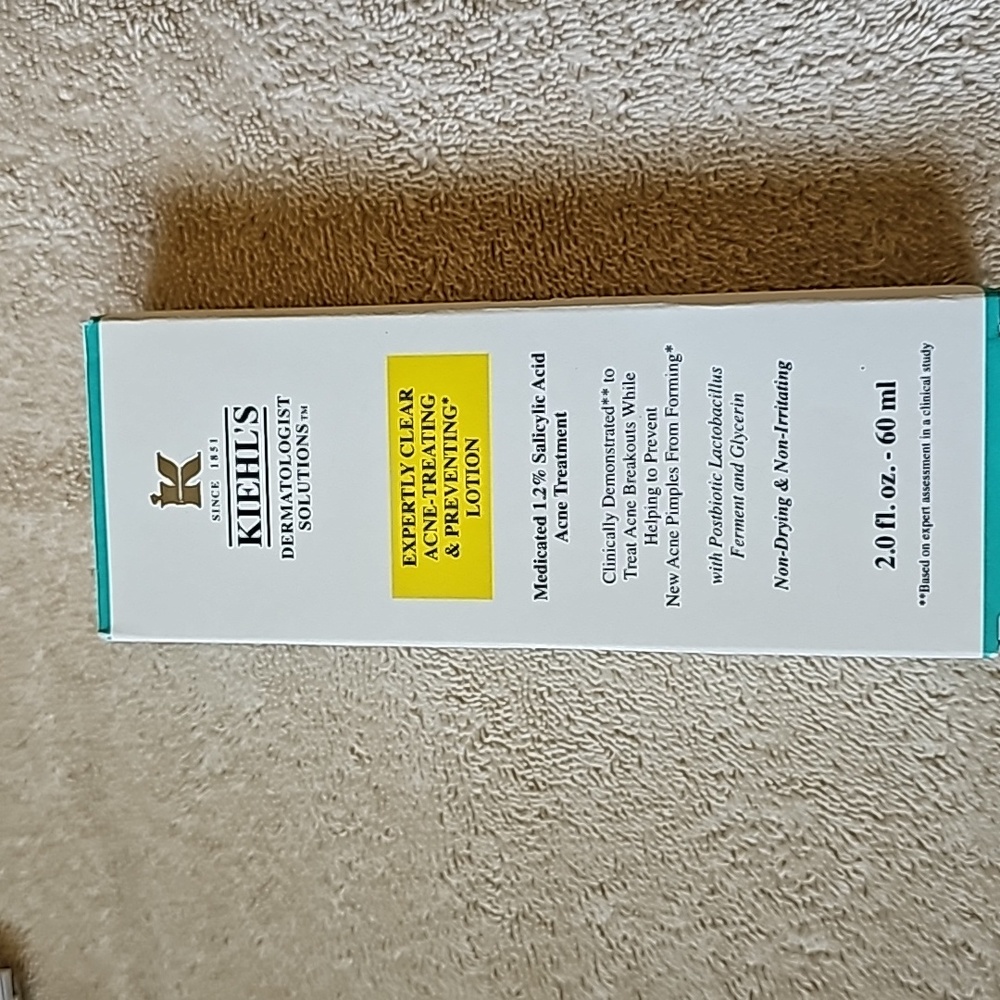 K
SINCE 1851
KIEHL'S
DERMATOLOGIST
SOLUTIONS™
EXPERTLY CLEAR
ACNE-TREATING
& PREVENTING*
LOTION
Medicated 1.2% Salicylic Acid
Acne Treatment
Clinically Demonstrated** to
Treat Acne Breakouts While
Helping to Prevent
New Acne Pimples From Forming*
with Postbiotic Lactobacillus
Ferment and Glycerin
Non-Drying & Non-Irritating
2.0 fl. oz. - 60 ml
**Based on expert assessment in a clinical study